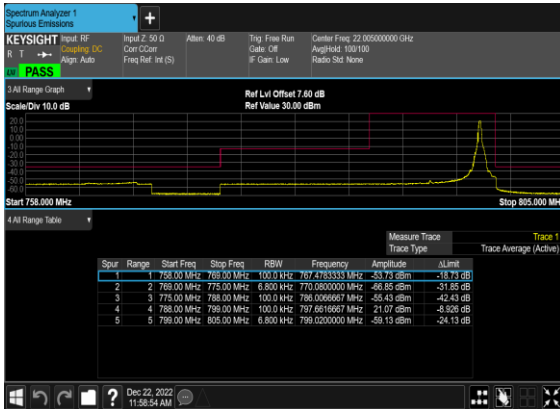 Spectrum Analyzer 1
Spurious Emissions
KEYSIGHT Input: RF Input Z: 50 Ω Atten: 40 dB Trig: Free Run Center Freq: 22.005000000 GHz
R T Coupling: DC Corr CCorr Gate: Off Avg|Hold: 100/100
Align: Auto Freq Ref: Int (S) IF Gain: Low Radio Std: None
LXI PASS
3 All Range Graph Ref Lvl Offset 7.60 dB
Scale/Div 10.0 dB Ref Value 30.00 dBm
20.0
10.0
0.00
-10.0
-20.0
-30.0
-40.0
-50.0
-60.0
Start 758.000 MHz Stop 805.000 MH
4 All Range Table
Measure Trace Trace 1
Trace Type Trace Average (Active)
Spur Range Start Freq Stop Freq RBW Frequency Amplitude ΔLimit
1 1 758.00 MHz 769.00 MHz 100.0 kHz 767.4783333 MHz -53.73 dBm -18.73 dB
2 2 769.00 MHz 775.00 MHz 6.800 kHz 770.0800000 MHz -66.85 dBm -31.85 dB
3 3 775.00 MHz 788.00 MHz 100.0 kHz 786.0066667 MHz -55.43 dBm -42.43 dB
4 4 788.00 MHz 799.00 MHz 100.0 kHz 797.6616667 MHz 21.07 dBm -8.926 dB
5 5 799.00 MHz 805.00 MHz 6.800 kHz 799.0200000 MHz -59.13 dBm -24.13 dB
? Dec 22, 2022
11:58:54 AM